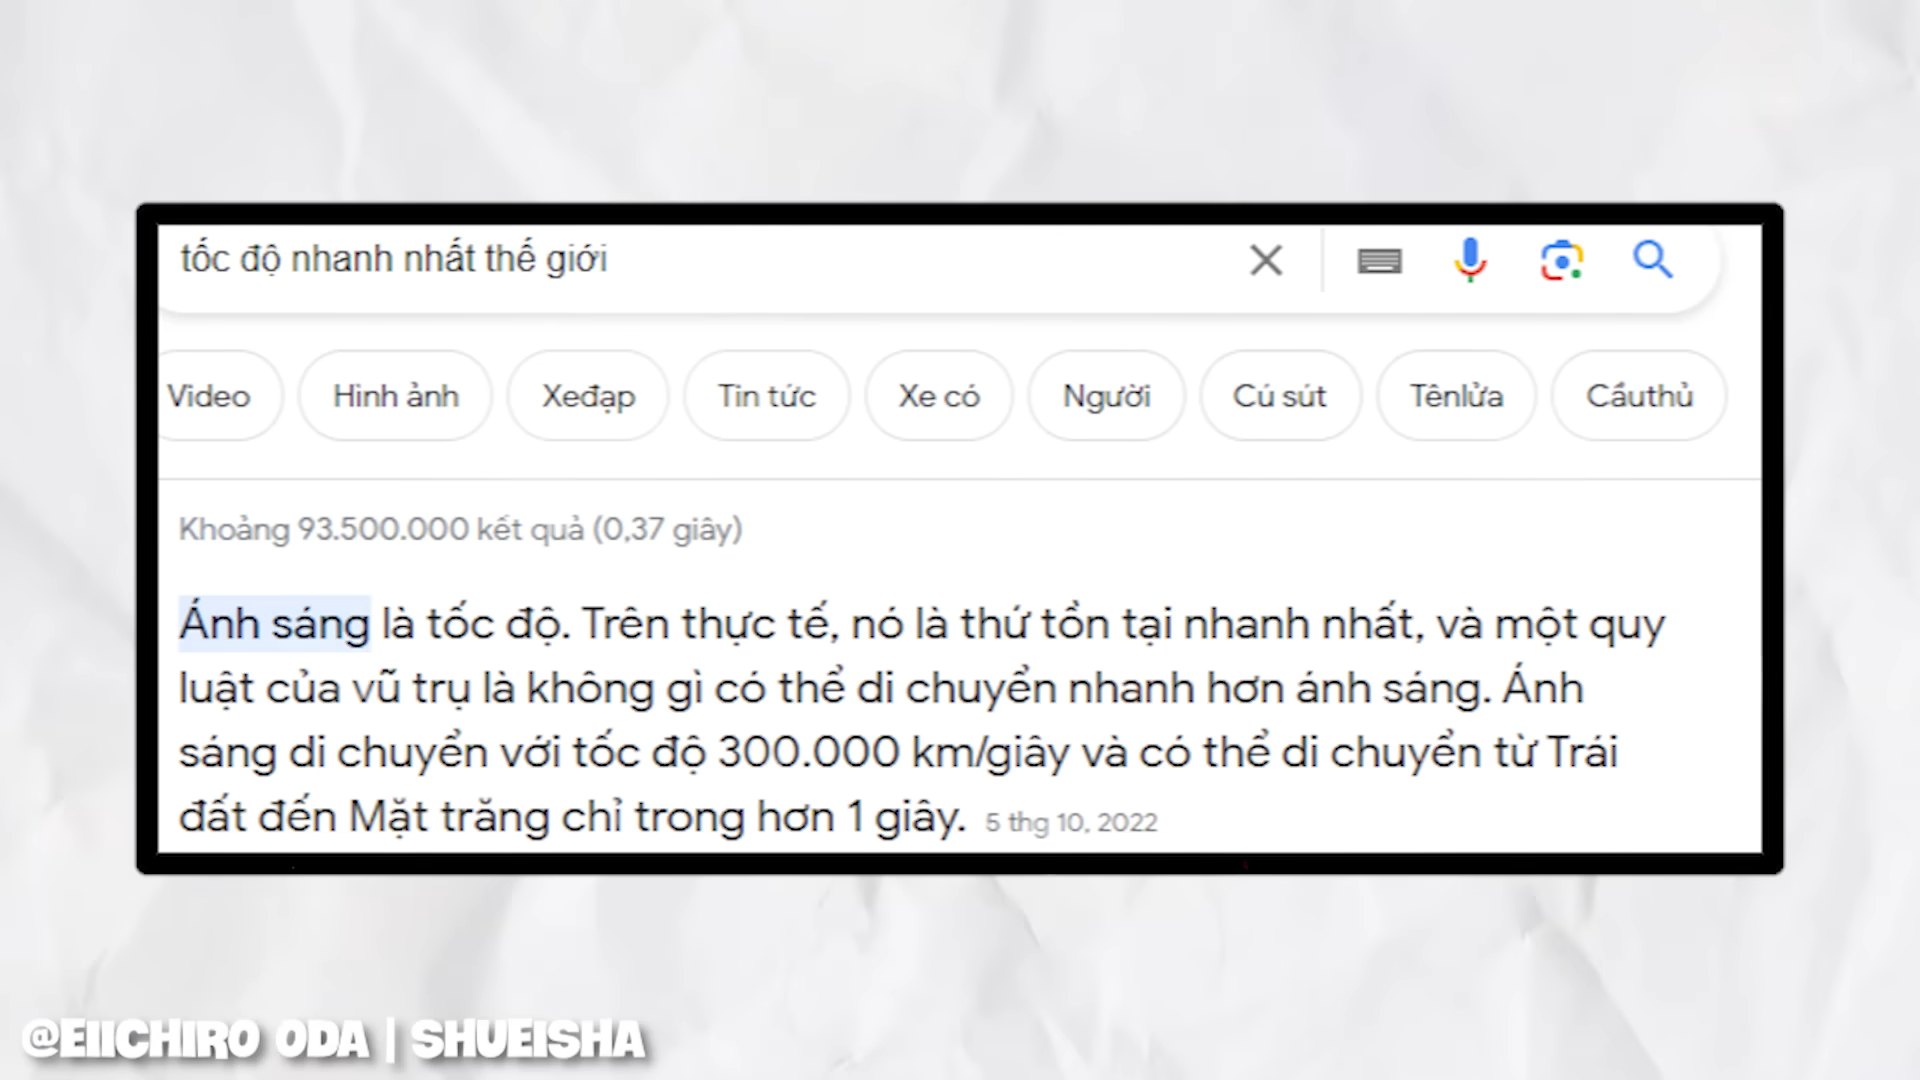 tốc độ nhanh nhất thế giới
Video Hình ảnh Xeđạp Tin tức Xe có Người Cú sút Tênlửa Cầuthủ
Khoảng 93.500.000 kết quả (0,37 giây)
Ánh sáng là tốc độ. Trên thực tế, nó là thứ tồn tại nhanh nhất, và một quy
luật của vũ trụ là không gì có thể di chuyển nhanh hơn ánh sáng. Ánh
sáng di chuyển với tốc độ 300.000 km/giây và có thể di chuyển từ Trái
đất đến Mặt trăng chỉ trong hơn 1 giây. 5 thg 10, 2022
@EIICHIRO ODA | SHUEISHA